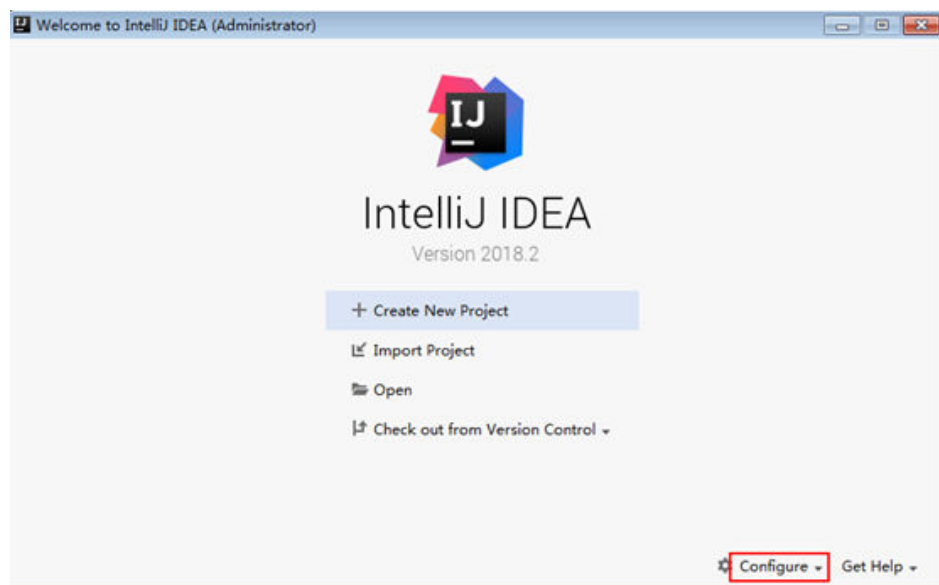 Welcome to IntelliJ IDEA (Administrator)
IJ
IntelliJ IDEA
Version 2018.2
Create New Project
Import Project
Open
Check out from Version Control
Configure
Get Help